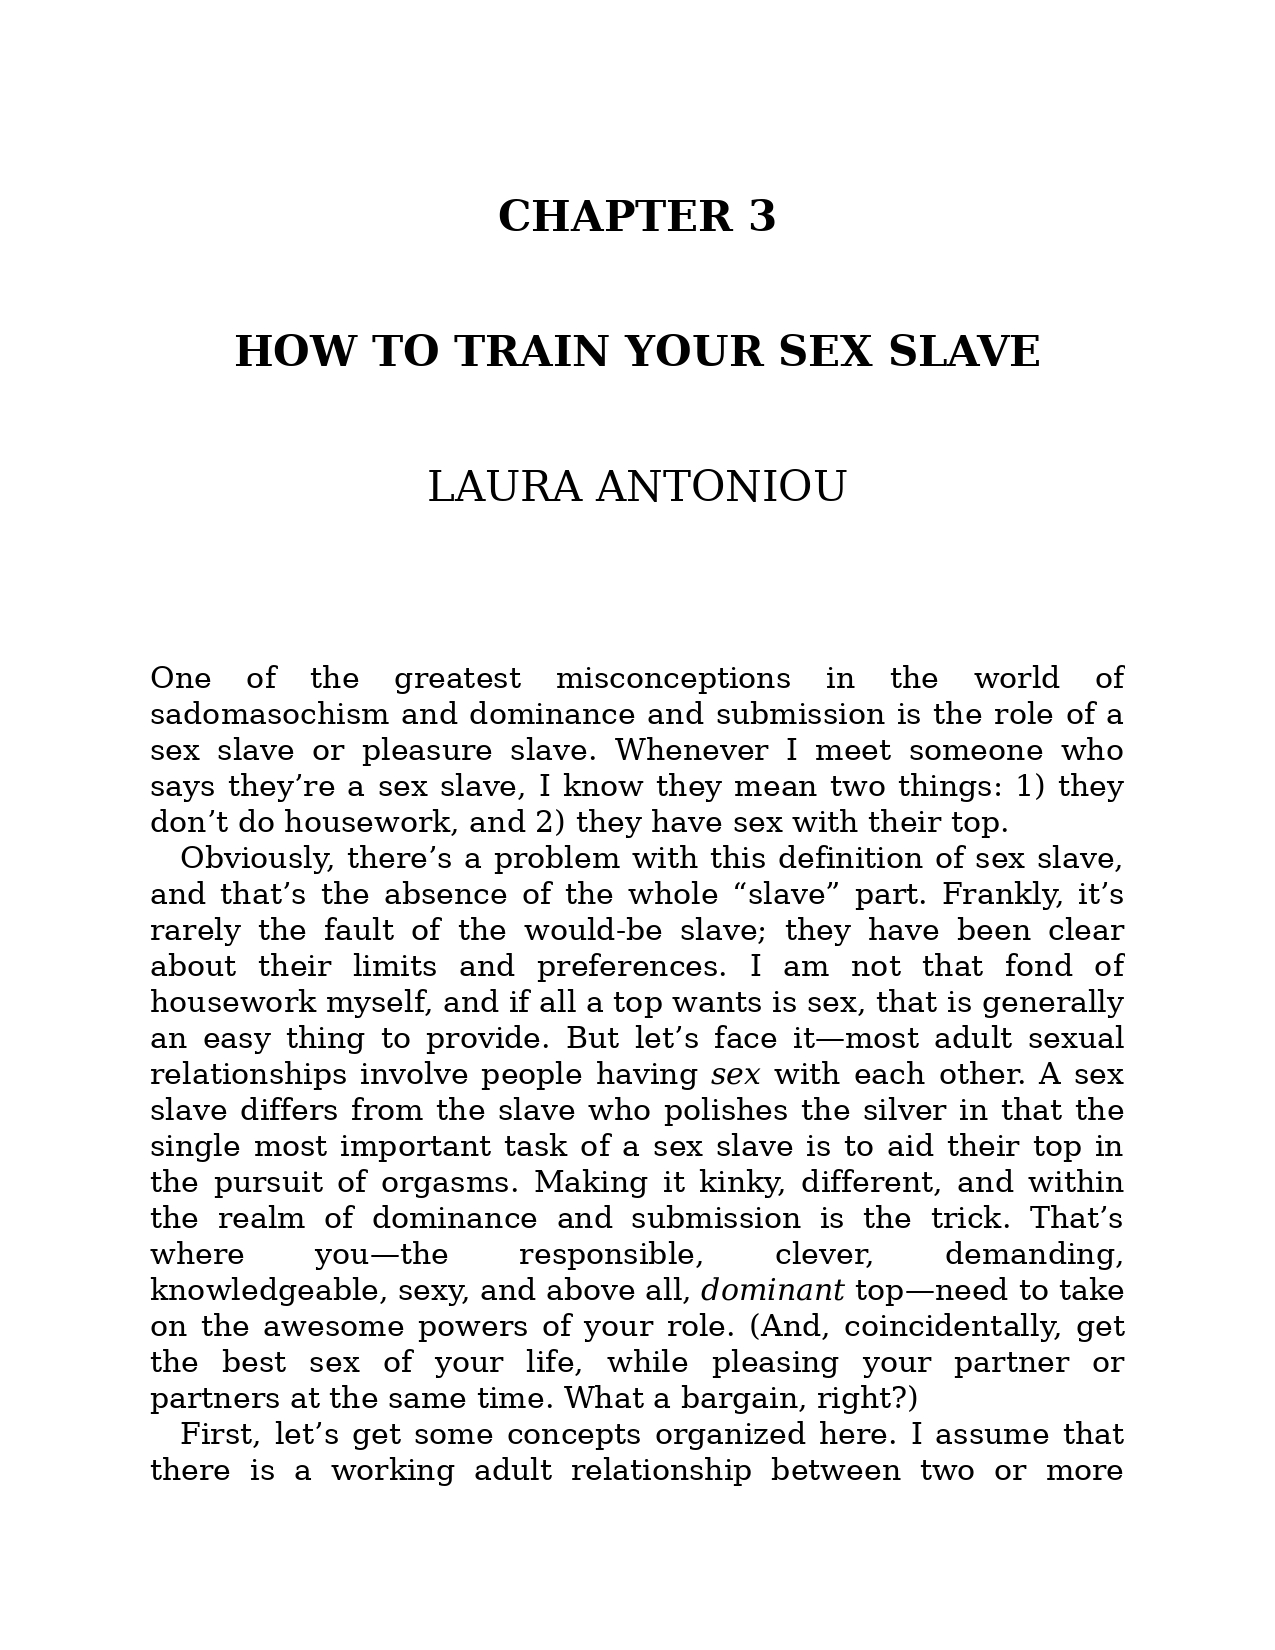 CHAPTER 3
HOW TO TRAIN YOUR SEX SLAVE
LAURA ANTONIOU
One of the greatest misconceptions in the world of
sadomasochism and dominance and submission is the role of a
sex slave or pleasure slave. Whenever I meet someone who
says they’re a sex slave, I know they mean two things: 1) they
don’t do housework, and 2) they have sex with their top.
Obviously, there’s a problem with this definition of sex slave,
and that’s the absence of the whole “slave” part. Frankly, it’s
rarely the fault of the would-be slave; they have been clear
about their limits and preferences. I am not that fond of
housework myself, and if all a top wants is sex, that is generally
an easy thing to provide. But let’s face it—most adult sexual
relationships involve people having sex with each other. A sex
slave differs from the slave who polishes the silver in that the
single most important task of a sex slave is to aid their top in
the pursuit of orgasms. Making it kinky, different, and within
the realm of dominance and submission is the trick. That’s
where you—the responsible, clever, demanding,
knowledgeable, sexy, and above all, dominant top—need to take
on the awesome powers of your role. (And, coincidentally, get
the best sex of your life, while pleasing your partner or
partners at the same time. What a bargain, right?)
First, let’s get some concepts organized here. I assume that
there is a working adult relationship between two or more